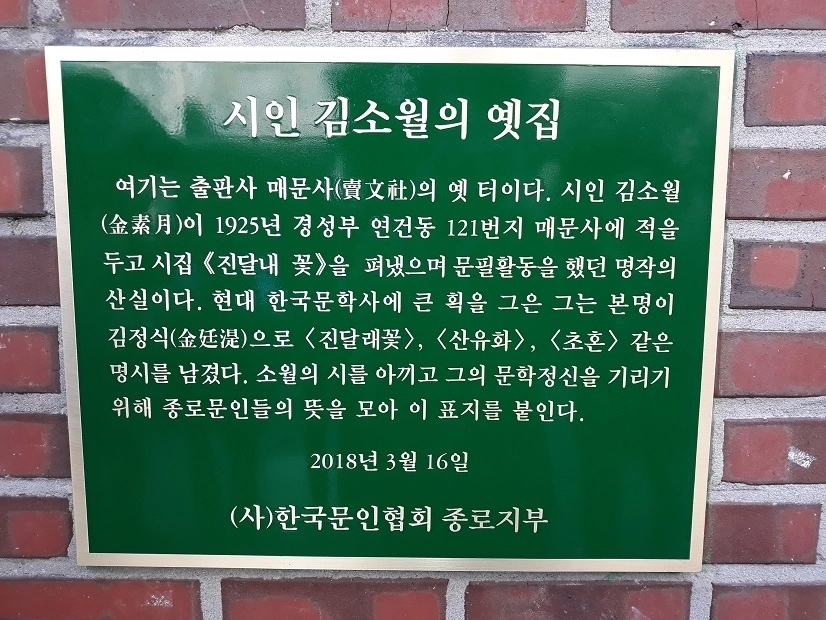 시인 김소월의 옛집
여기는 출판사 매문사(賣文社)의 옛 터이다. 시인 김소월
(金素月)이 1925년 경성부 연건동 121번지 매문사에 적을
두고 시집 《진달내 꽃》을 펴냈으며 문필활동을 했던 명작의
산실이다. 현대 한국문학사에 큰 획을 그은 그는 본명이
김정식(金廷湜)으로 〈진달래꽃〉, 〈산유화〉, 〈초혼〉 같은
명시를 남겼다. 소월의 시를 아끼고 그의 문학정신을 기리기
위해 종로문인들의 뜻을 모아 이 표지를 붙인다.
2018년 3월 16일
(사)한국문인협회 종로지부